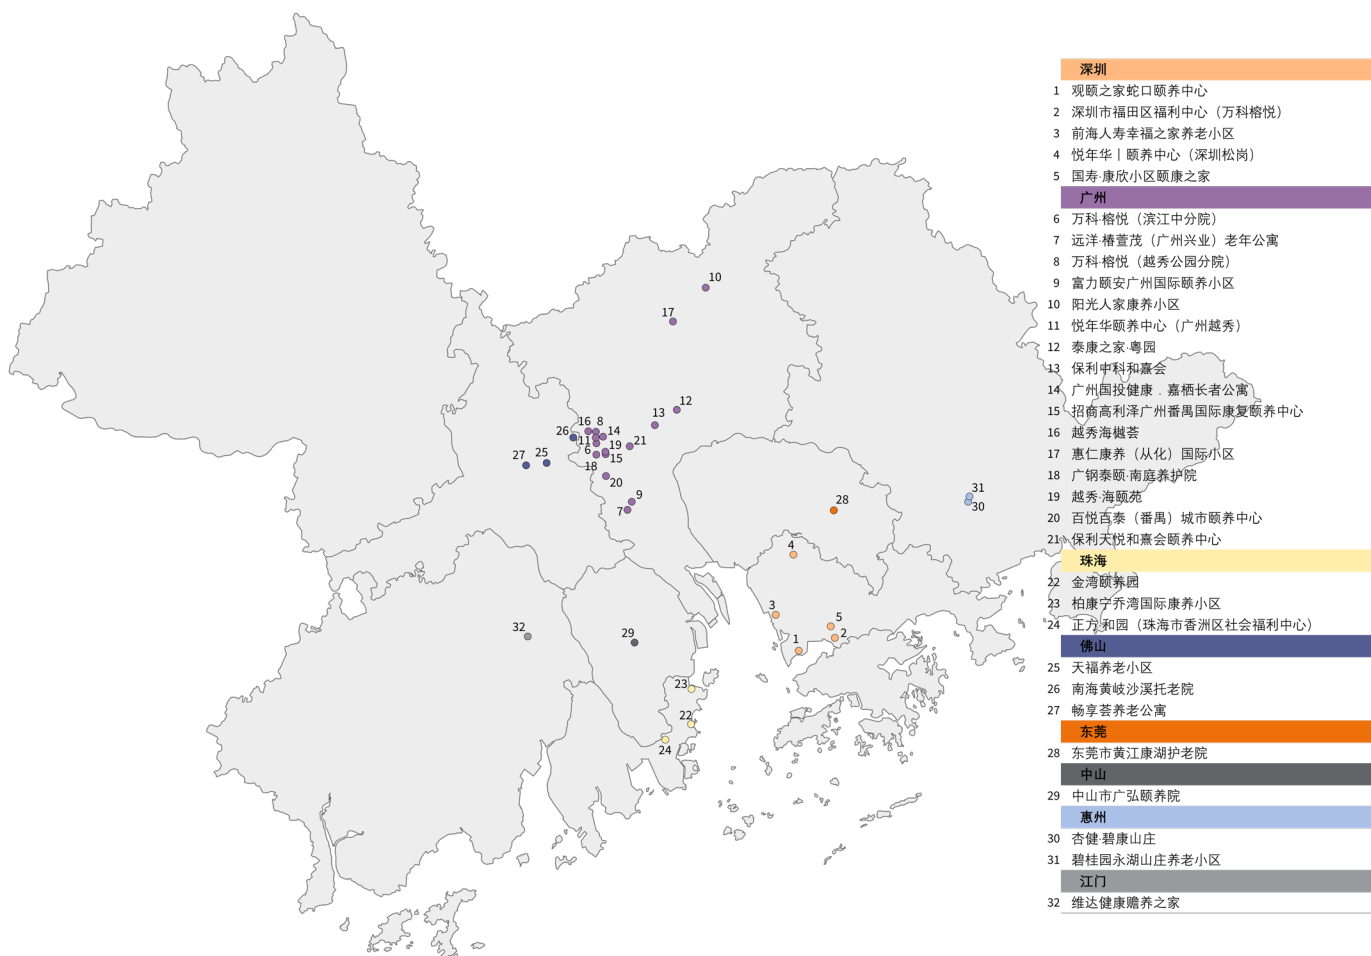 深圳
1 观颐之家蛇口颐养中心
2 深圳市福田区福利中心（万科榕悦）
3 前海人寿幸福之家养老小区
4 悦年华丨颐养中心（深圳松岗）
5 国寿·康欣小区颐康之家
广州
6 万科·榕悦（滨江中分院）
7 远洋·椿萱茂（广州兴业）老年公寓
8 万科·榕悦（越秀公园分院）
9 富力颐安广州国际颐养小区
10 阳光人家康养小区
11 悦年华颐养中心（广州越秀）
12 泰康之家·粤园
13 保利中科和熹会
14 广州国投健康﹒嘉栖长者公寓
15 招商高利泽广州番禺国际康复颐养中心
16 越秀海樾荟
17 惠仁康养（从化）国际小区
18 广钢泰颐·南庭养护院
19 越秀·海颐苑
20 百悦百泰（番禺）城市颐养中心
21 保利天悦和熹会颐养中心
珠海
22 金湾颐养园
23 柏康宁乔湾国际康养小区
24 正方·和园（珠海市香洲区社会福利中心）
佛山
25 天福养老小区
26 南海黄岐沙溪托老院
27 畅享荟养老公寓
东莞
28 东莞市黄江康湖护老院
中山
29 中山市广弘颐养院
惠州
30 杏健·碧康山庄
31 碧桂园永湖山庄养老小区
江门
32 维达健康赡养之家
10
17
12
13
16 8
14
26
11
19
21
6
15
27 25
18
20
9
7
28
31
30
4
3
5
2
1
32
29
23
22
24